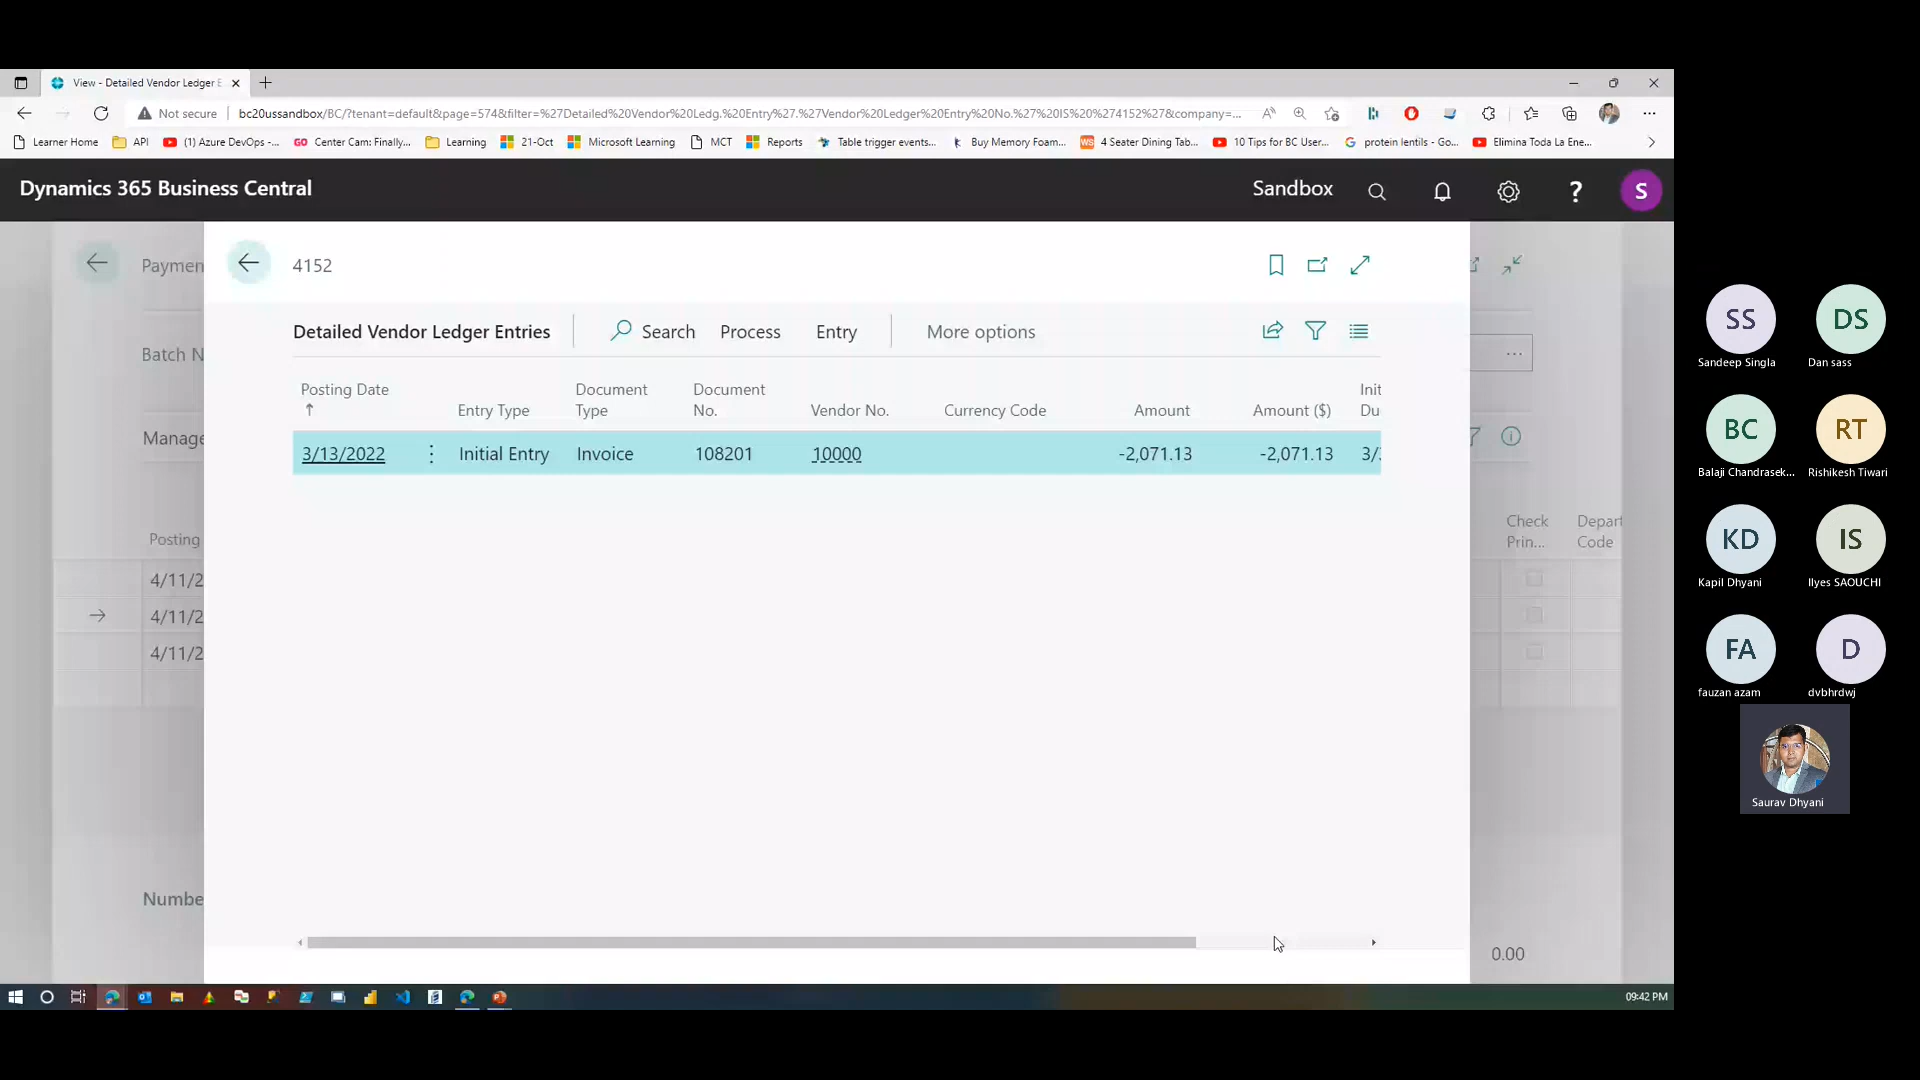 View - Detailed Vendor Ledger E
Not secure
bc20ussandbox/BC/?tenant=default&page=574&filter=%27Detailed%20Vendor%20Ledg.%20Entry%27.%27Vendor%20Ledger%20Entry%20No.%27%20IS%20%274152%27&company=...
Learner Home API (1) Azure DevOps -... GO Center Cam: Finally,... Learning 21-Oct Microsoft Learning MCT Reports Table trigger events... Buy Memory Foam... WS 4 Seater Dining Tab... 10 Tips for BC User... protein lentils - Go... Elimina Toda La Ene...
Dynamics 365 Business Central
Sandbox
?
S
Paymen
4152
Batch N
...
Detailed Vendor Ledger Entries
Search Process Entry More options
Manage
Posting Date Entry Type Document Type Document No. Vendor No. Currency Code Amount Amount ($) Init Du
3/13/2022 Initial Entry Invoice 108201 10000 -2,071.13 -2,071.13 3/
Posting
Check Prin... Depart Code
4/11/2
4/11/2
4/11/2
Numbe
0.00
09:42 PM
SS DS
Sandeep Singla Dan sass
BC RT
Balaji Chandrasek... Rishikesh Tiwari
KD IS
Kapil Dhyani Ilyes SAOUCHI
FA D
fauzan azam dvbhrdwj
Saurav Dhyani